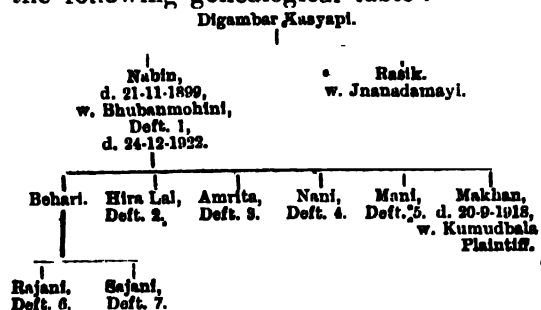 the following genealogical table :
Digambar Kasyapi.
Nabin, Rasik.
d. 21-11-1899, w. Jnanadamayi.
w. Bhubanmohini,
Deft. 1,
d. 24-12-1922.
Behari. Hira Lal, Amrita, Nani, Mani, Makhan,
Deft. 2. Deft. 3. Deft. 4. Deft. 5. d. 20-9-1918,
w. Kumudbala
Plaintiff.
Rajani. Sajani.
Deft. 6. Deft. 7.